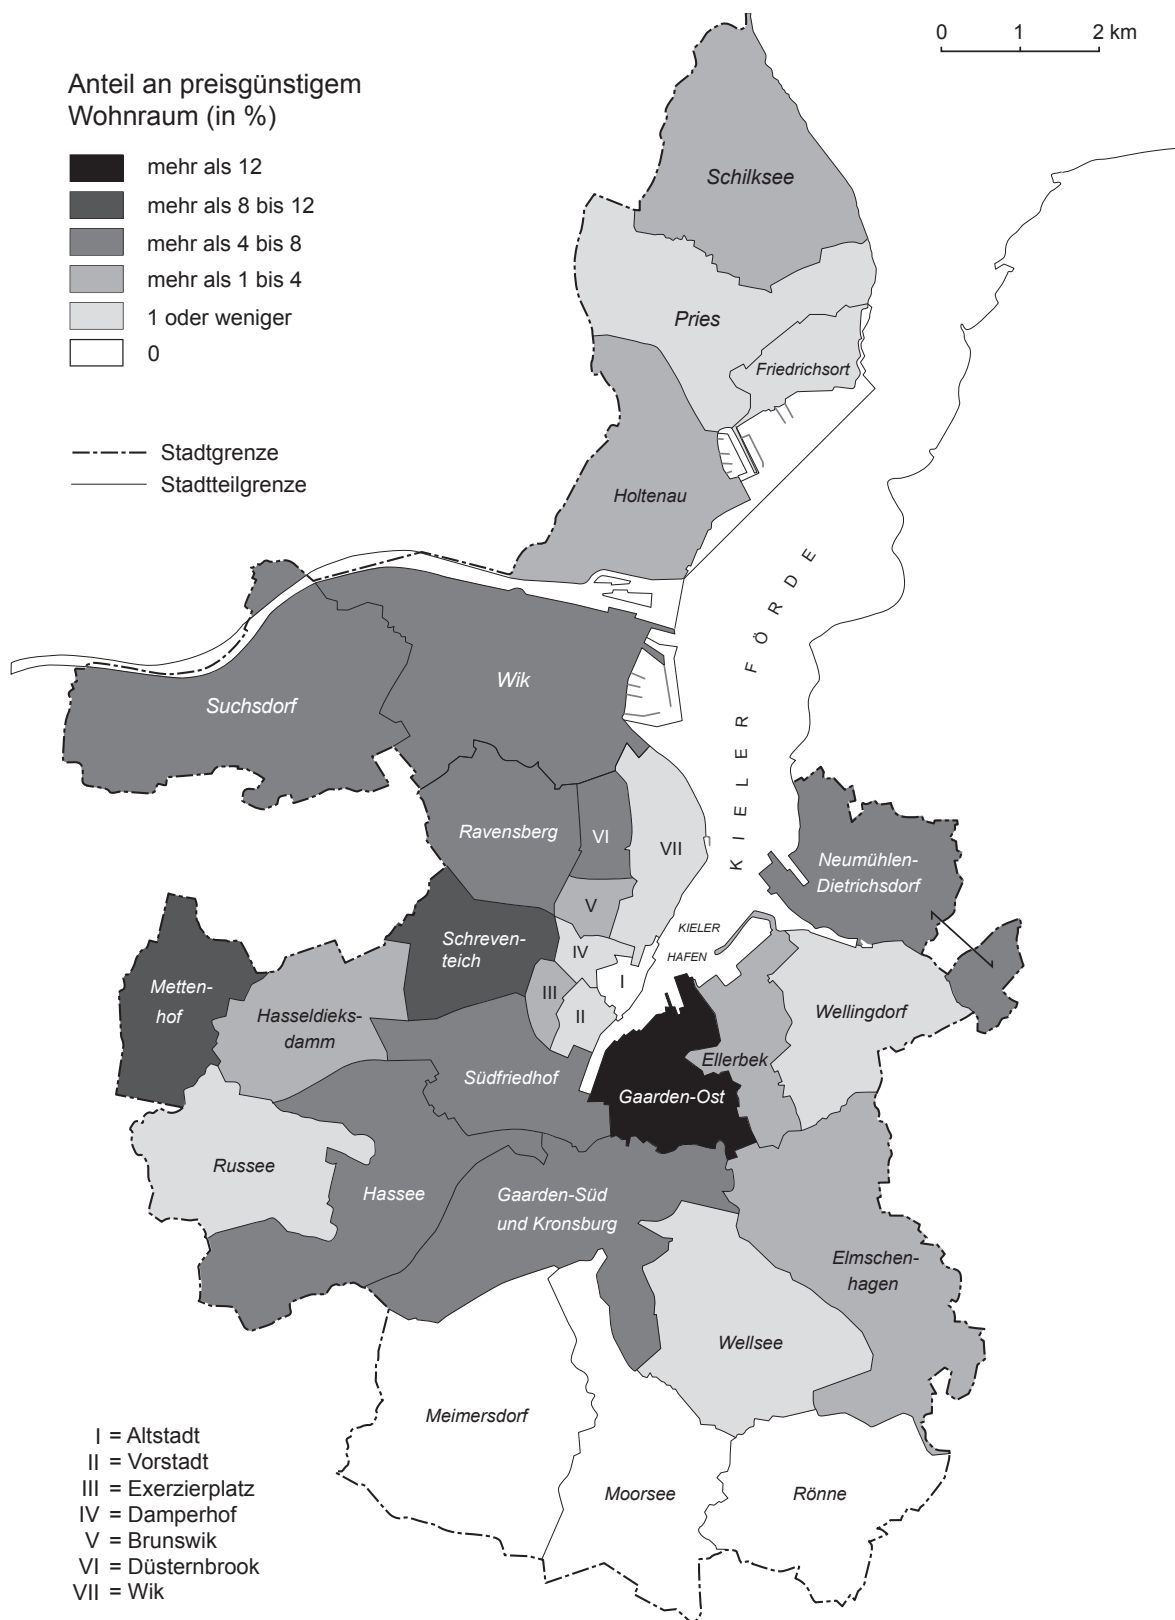 0 1 2 km
Anteil an preisgünstigem
Wohnraum (in %)
mehr als 12
mehr als 8 bis 12
mehr als 4 bis 8
mehr als 1 bis 4
1 oder weniger
0
Stadtgrenze
Stadtteilgrenze
Schilksee
Pries
Friedrichsort
Holtenau
KIELER FÖRDE
Wik
Suchsdorf
Ravensberg
VI
VII
Neumühlen-
Dietrichsdorf
V
Schreven-
teich
IV
KIELER
HAFEN
I
III
II
Metten-
hof
Hasseldieks-
damm
Wellingdorf
Ellerbek
Südfriedhof
Gaarden-Ost
Russee
Hassee
Gaarden-Süd
und Kronsburg
Elmschen-
hagen
Wellsee
Meimersdorf
Moorsee
Rönne
I = Altstadt
II = Vorstadt
III = Exerzierplatz
IV = Damperhof
V = Brunswik
VI = Düsternbrook
VII = Wik